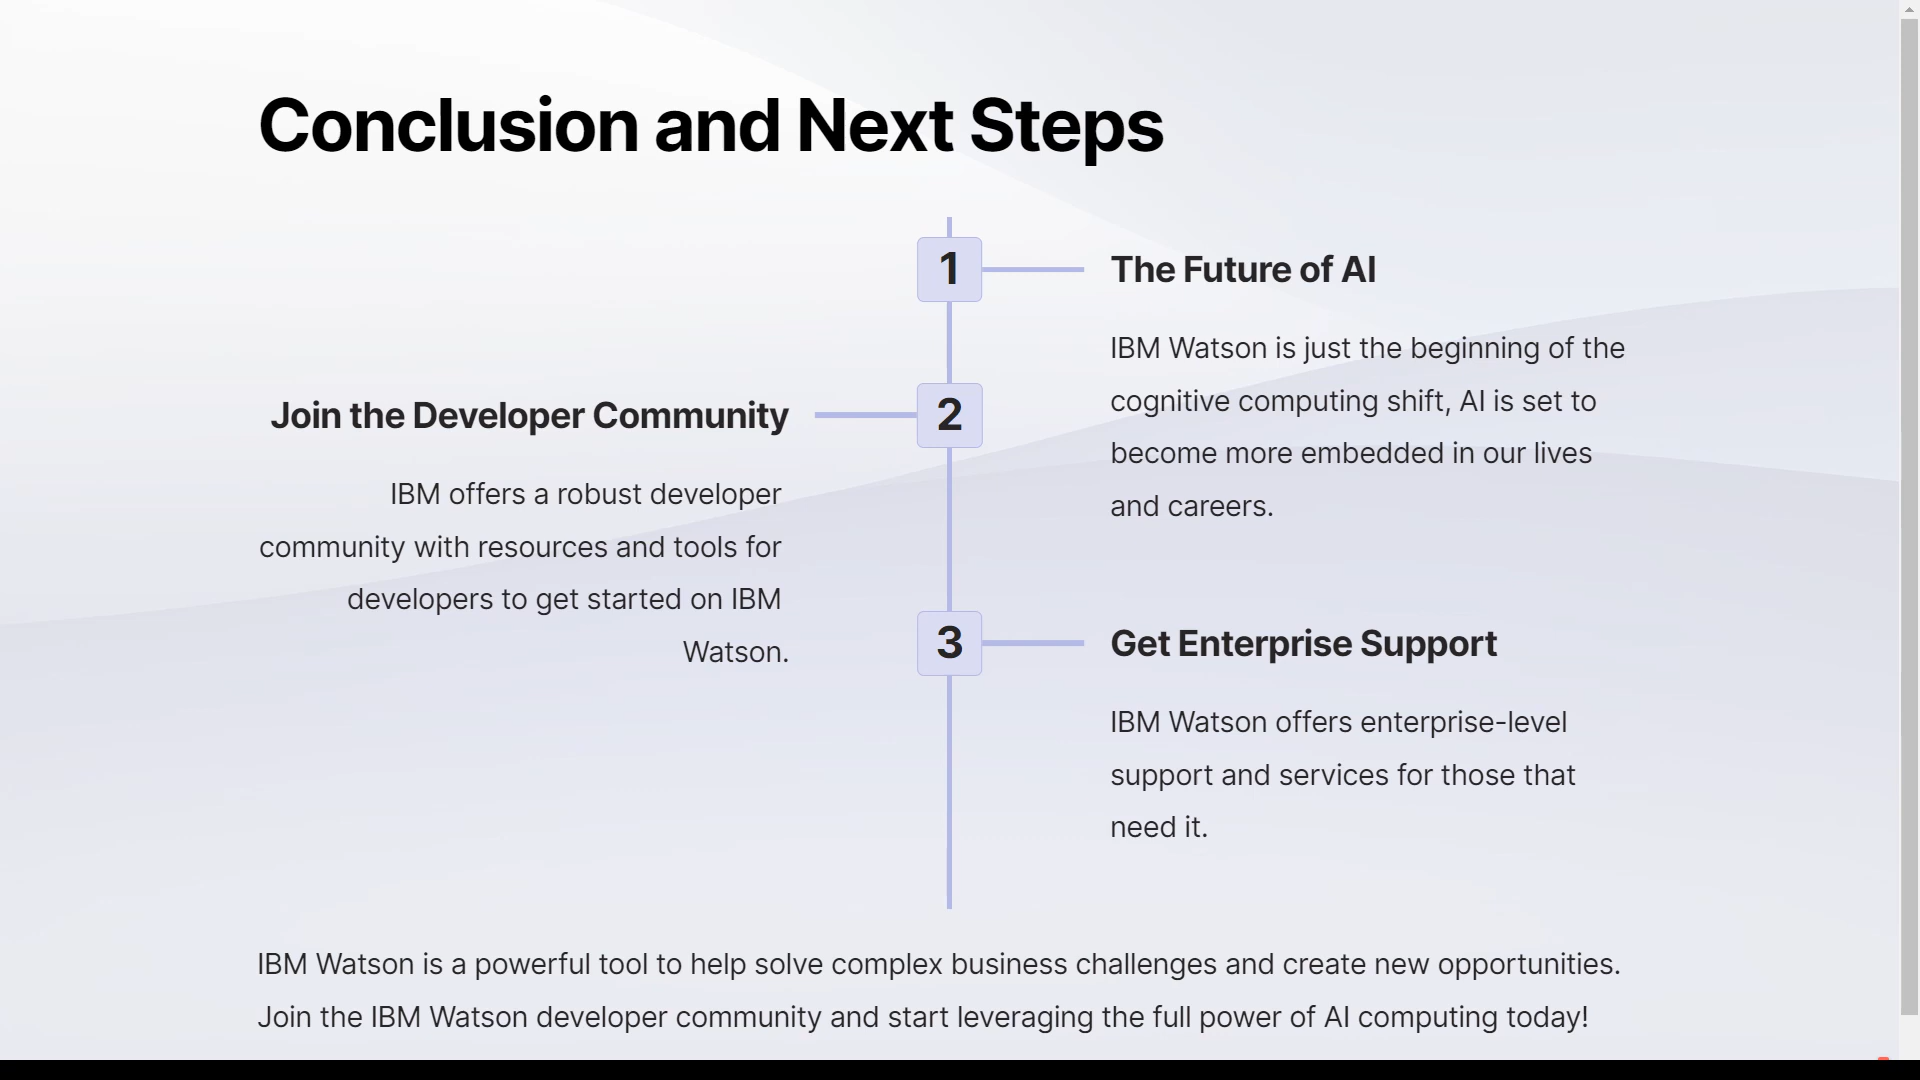 Conclusion and Next Steps
1
The Future of AI
IBM Watson is just the beginning of the
cognitive computing shift, AI is set to
become more embedded in our lives
and careers.
2
Join the Developer Community
IBM offers a robust developer
community with resources and tools for
developers to get started on IBM
Watson.
3
Get Enterprise Support
IBM Watson offers enterprise-level
support and services for those that
need it.
IBM Watson is a powerful tool to help solve complex business challenges and create new opportunities.
Join the IBM Watson developer community and start leveraging the full power of AI computing today!